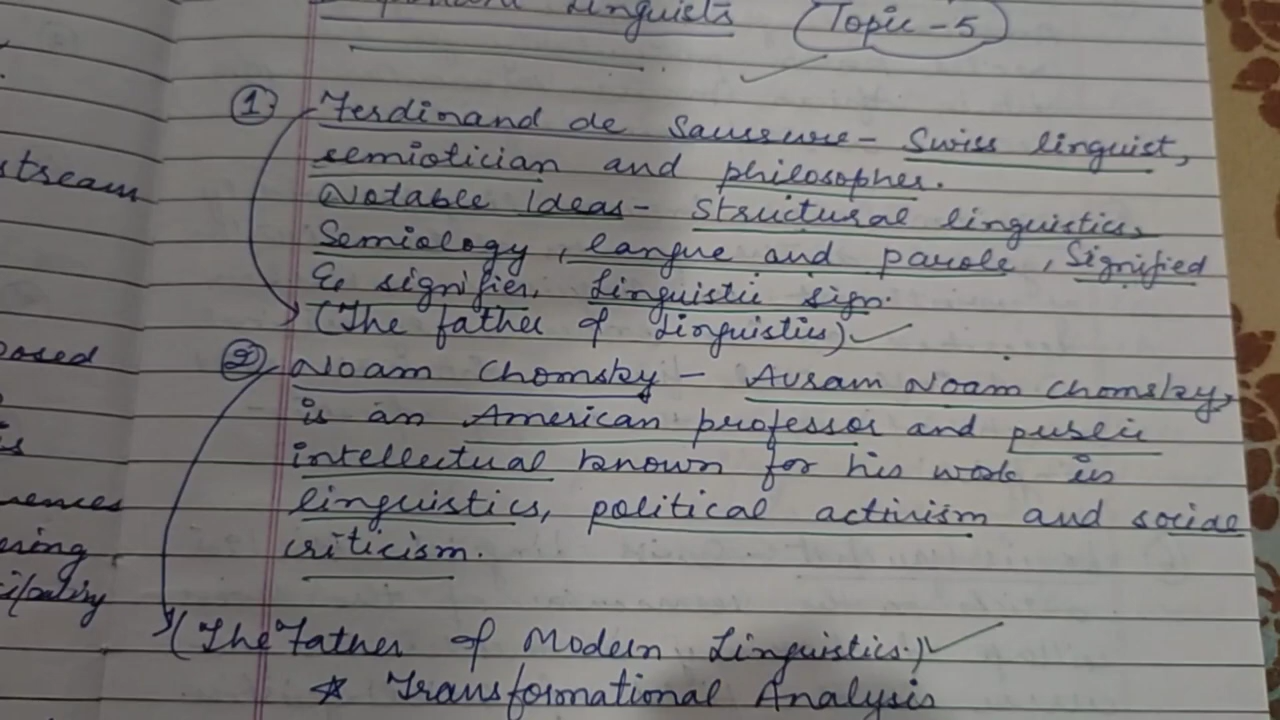 Linguists (Topic-5)
① Ferdinand de Saussure - Swiss linguist,
semiotician and philosopher.
Notable Ideas - Structural linguistics,
Semiology, langue and parole, Signified
& signifier, Linguistic sign.
(The father of Linguistics)
② Noam Chomsky - Avram Noam Chomsky,
is an American professor and public
intellectual known for his work in
linguistics, political activism and social
criticism.
(The Father of Modern Linguistics.)
* Transformational Analysis
stream